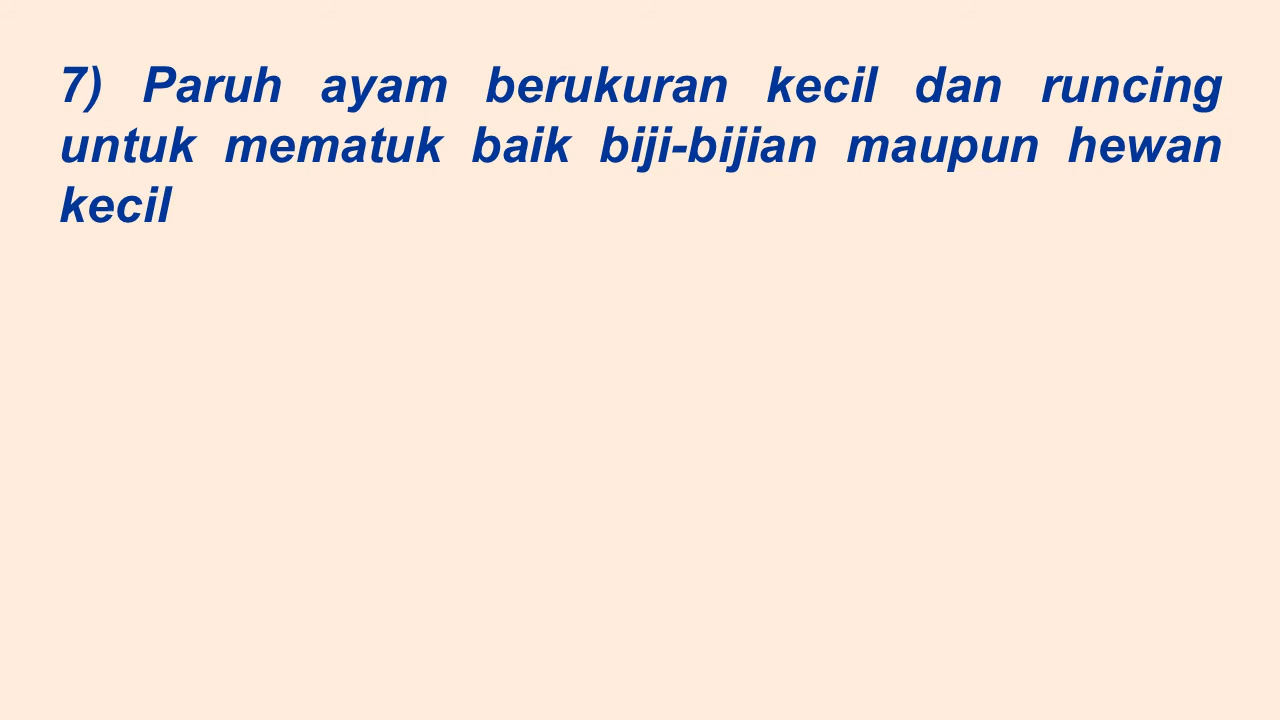 7) Paruh ayam berukuran kecil dan runcing
untuk mematuk baik biji-bijian maupun hewan
kecil